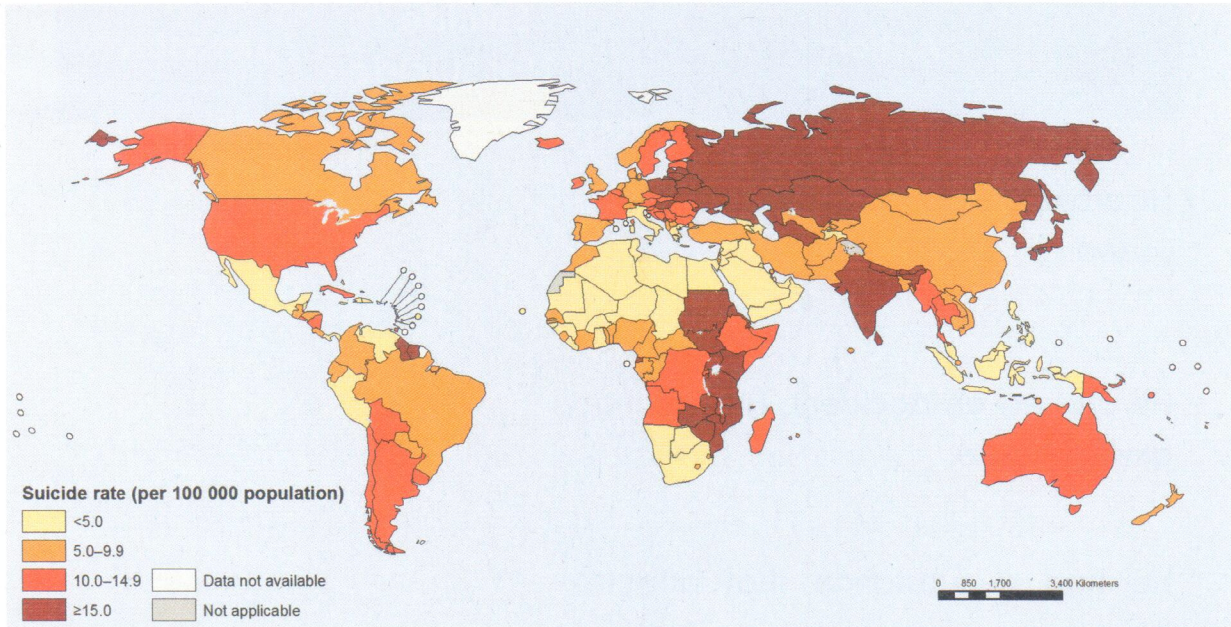 Suicide rate (per 100 000 population)
<5.0
5.0–9.9
10.0–14.9
≥15.0
Data not available
Not applicable
0 850 1,700 3,400 Kilometers